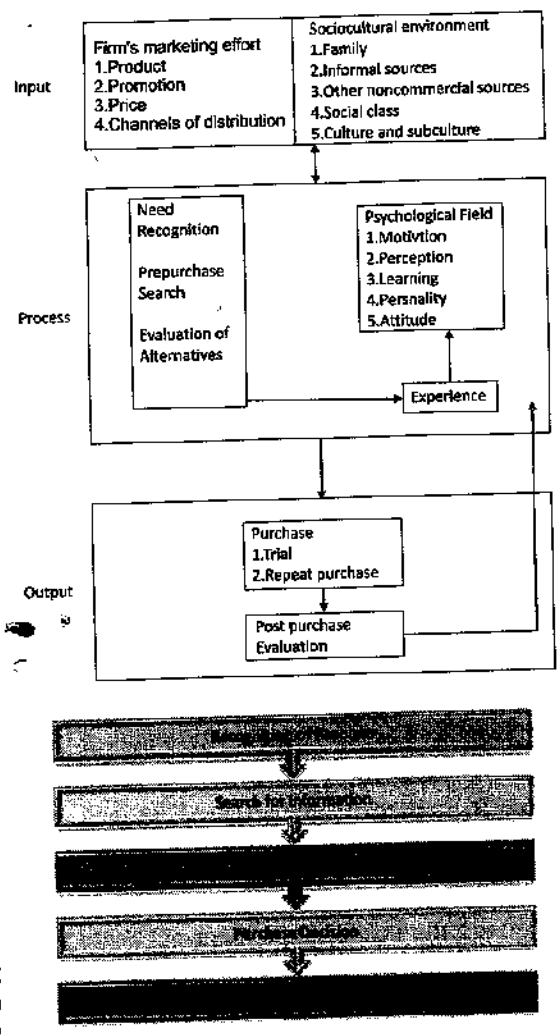 Input
Firm's marketing effort
1.Product
2.Promotion
3.Price
4.Channels of distribution
Sociocultural environment
1.Family
2.Informal sources
3.Other noncommercial sources
4.Social class
5.Culture and subculture
Process
Need
Recognition
Prepurchase
Search
Evaluation of
Alternatives
Psychological Field
1.Motivtion
2.Perception
3.Learning
4.Persnality
5.Attitude
Experience
Output
Purchase
1.Trial
2.Repeat purchase
Post purchase
Evaluation
Search for Information
Purchase Decision